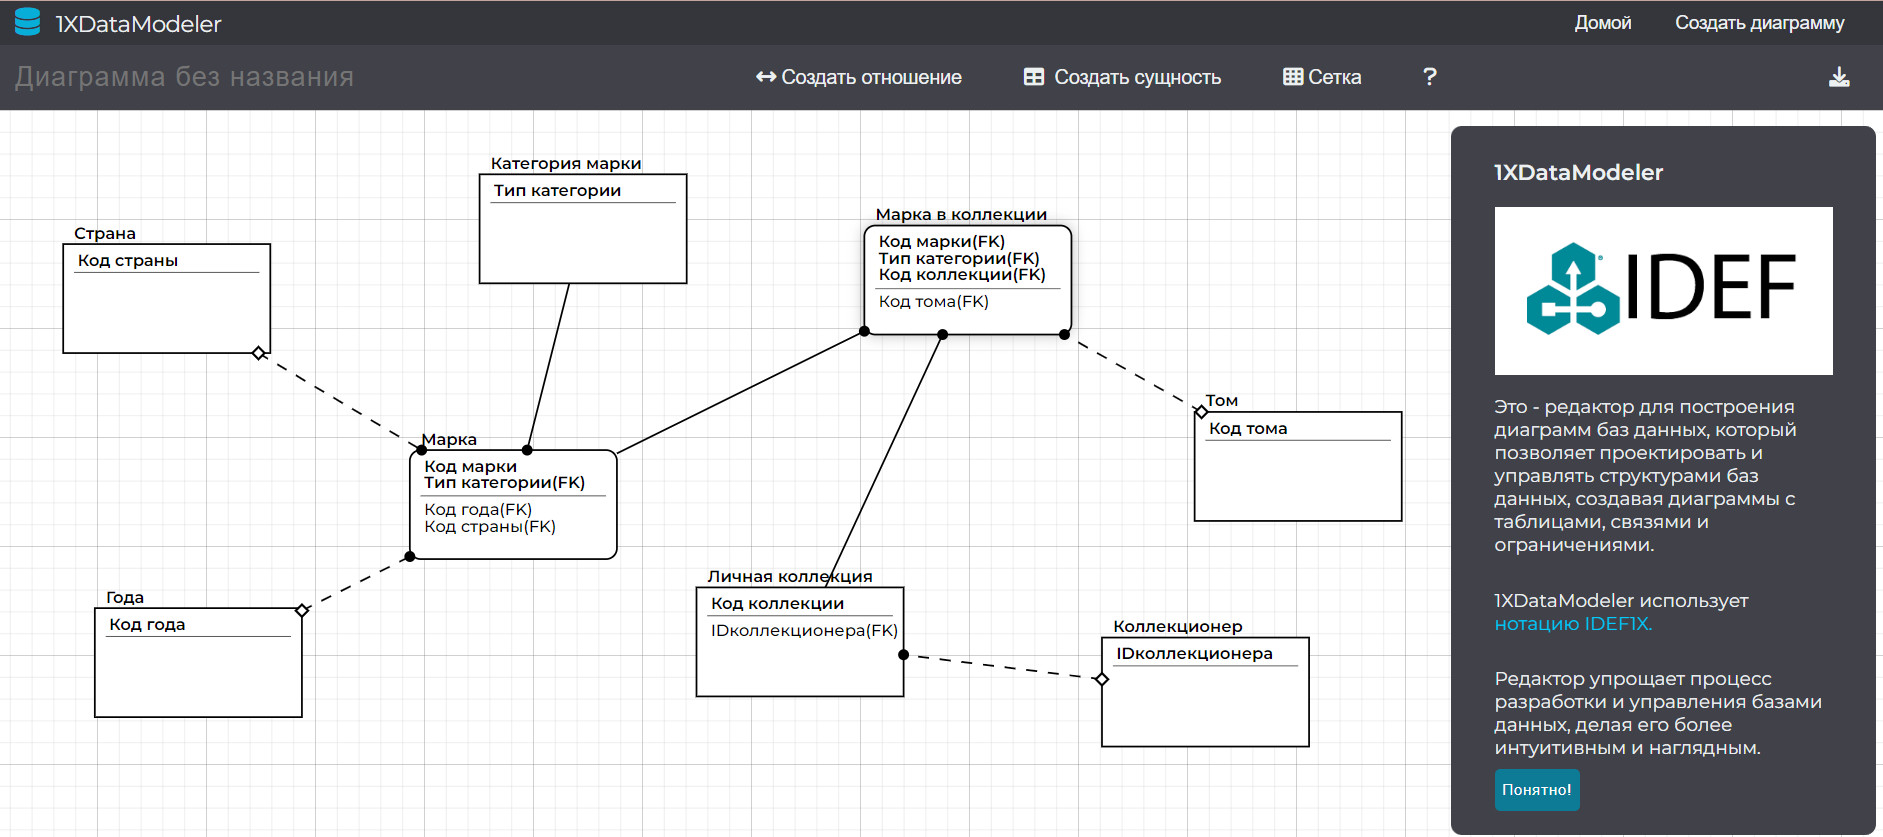 1XDataModeler
Домой
Создать диаграмму
Диаграмма без названия
Создать отношение
Создать сущность
Сетка
?
Категория марки
Тип категории
Страна
Код страны
Марка в коллекции
Код марки(FK)
Тип категории(FK)
Код коллекции(FK)
Код тома(FK)
Том
Код тома
Марка
Код марки
Тип категории(FK)
Код года(FK)
Код страны(FK)
Года
Код года
Личная коллекция
Код коллекции
IDколлекционера(FK)
Коллекционер
IDколлекционера
1XDataModeler
IDEF
Это - редактор для построения
диаграмм баз данных, который
позволяет проектировать и
управлять структурами баз
данных, создавая диаграммы с
таблицами, связями и
ограничениями.
1XDataModeler использует
нотацию IDEF1X.
Редактор упрощает процесс
разработки и управления базами
данных, делая его более
интуитивным и наглядным.
Понятно!